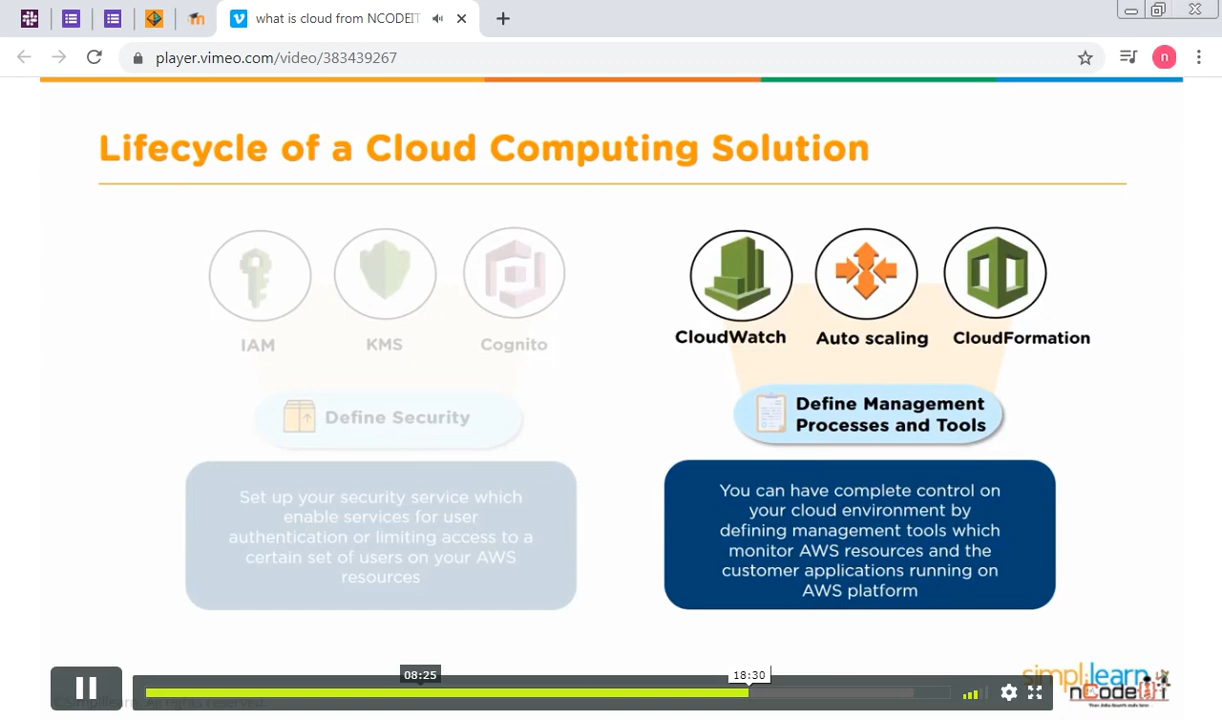 what is cloud from NCODEIT
player.vimeo.com/video/383439267
n
Lifecycle of a Cloud Computing Solution
IAM
KMS
Cognito
CloudWatch
Auto scaling
CloudFormation
Define Security
Define Management
Processes and Tools
Set up your security service which
enable services for user
authentication or limiting access to a
certain set of users on your AWS
resources
You can have complete control on
your cloud environment by
defining management tools which
monitor AWS resources and the
customer applications running on
AWS platform
08:25
18:30
simplilearn
nCodeIT